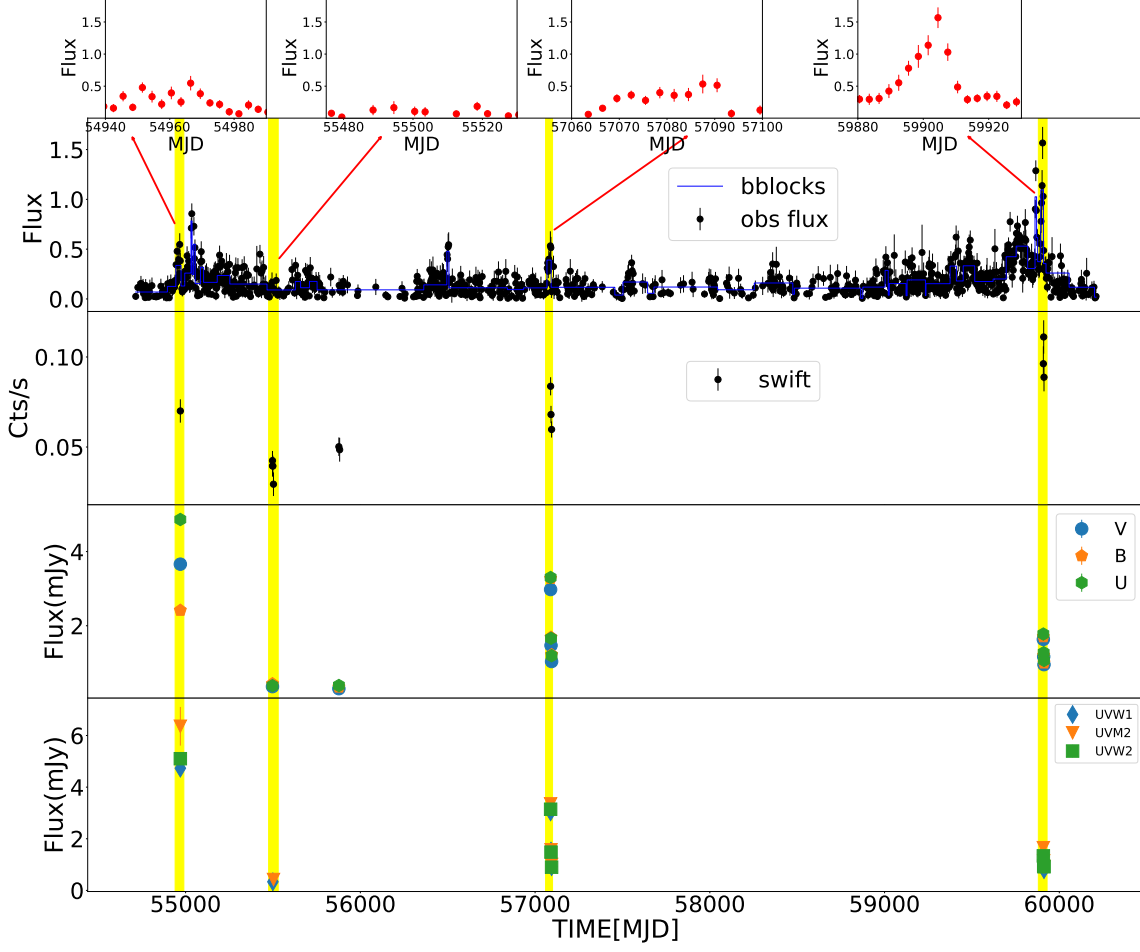 1.5 1.5 1.5 1.5
1.0 1.0 1.0 1.0
0.5 0.5 0.5 0.5
Flux Flux Flux Flux
54940 54960 54980 55480 55500 55520 57060 57070 57080 57090 57100 59880 59900 59920
MJD MJD MJD MJD
1.5
1.0
0.5
0.0
Flux
bblocks
obs flux
0.10
0.05
Cts/s
swift
4
2
Flux(mJy)
V
B
U
6
4
2
0
Flux(mJy)
UVW1
UVM2
UVW2
55000 56000 57000 58000 59000 60000
TIME[MJD]